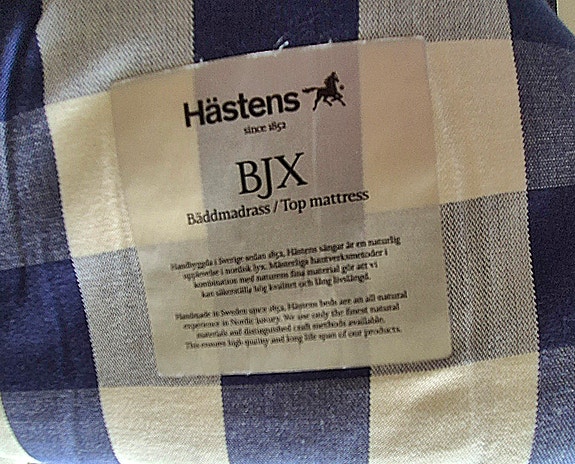 Hästens
since 1852
BJX
Bäddmadrass / Top mattress
Handbyggda i Sverige sedan 1852, Hästens sängar är en naturlig
upplevelse i nordisk lyx. Mästerliga hantverksmetoder i
kombination med naturens fina material gör att vi
kan säkerställa hög kvalitet och lång livslängd.
Handmade in Sweden since 1852, Hästens beds are an all natural
experience in Nordic luxury. We use only the finest natural
materials and distinguished craft methods available.
This ensures high quality and long life span of our products.